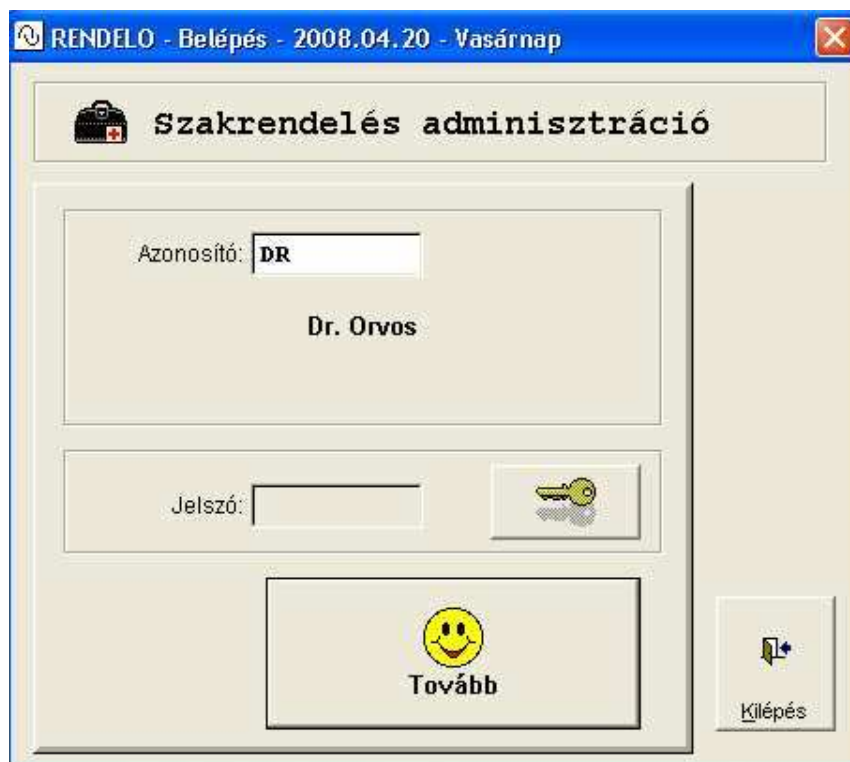 RENDELO - Belépés - 2008.04.20 - Vasárnap
Szakrendelés adminisztráció
Azonosító: DR
Dr. Orvos
Jelszó:
Tovább
Kilépés